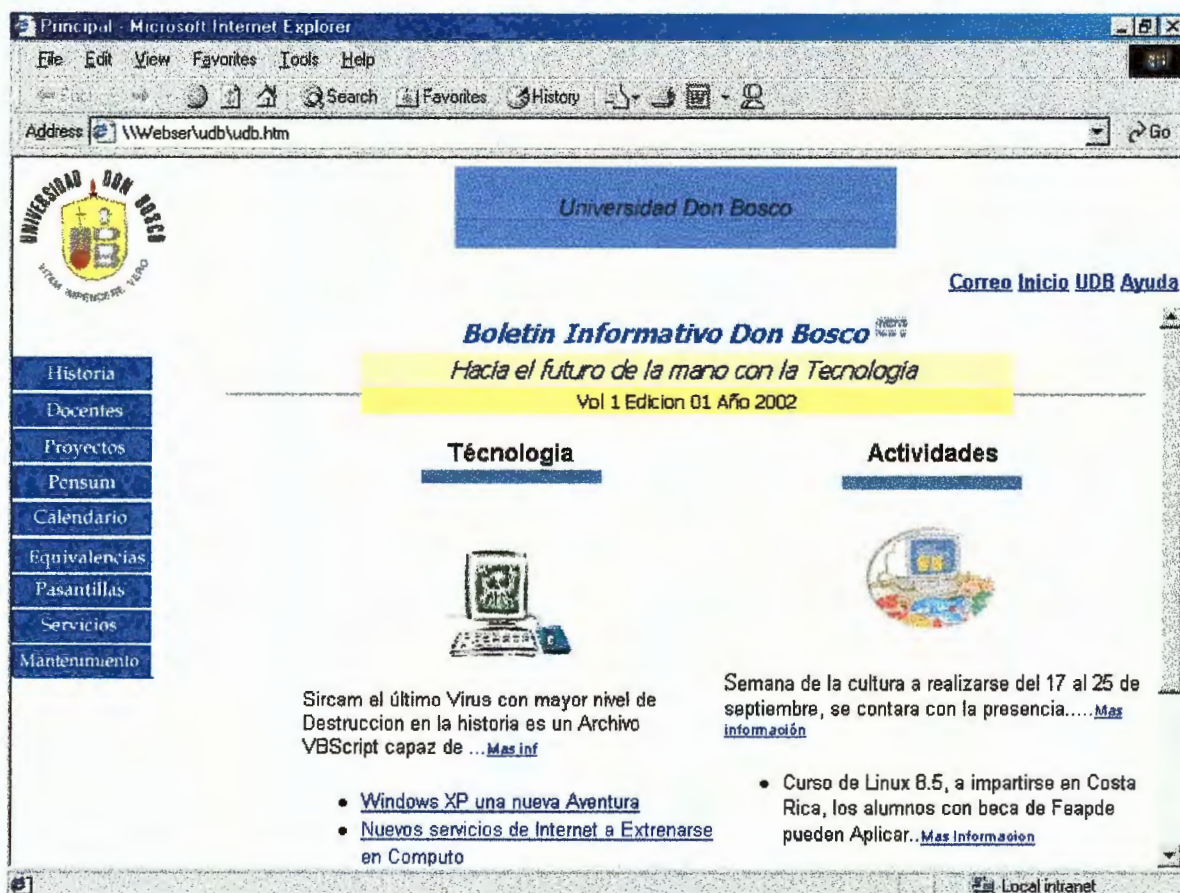 Principal - Microsoft Internet Explorer
File Edit View Favorites Tools Help
Search Favorites History
Address \\Webser\udb\udb.htm Go
UNIVERSIDAD DON BOSCO
Universidad Don Bosco
Correo Inicio UDB Ayuda
Boletin Informativo Don Bosco
Hacia el futuro de la mano con la Tecnologia
Vol 1 Edicion 01 Año 2002
Historia
Docentes
Proyectos
Pensum
Calendario
Equivalencias
Pasantillas
Servicios
Mantenimiento
Técnologia
Sircam el último Virus con mayor nivel de
Destruccion en la historia es un Archivo
VBScript capaz de ...Mas inf
• Windows XP una nueva Aventura
• Nuevos servicios de Internet a Extrenarse
en Computo
Actividades
Semana de la cultura a realizarse del 17 al 25 de
septiembre, se contara con la presencia.....Mas
información
• Curso de Linux 8.5, a impartirse en Costa
Rica, los alumnos con beca de Feapde
pueden Aplicar..Mas Informacion
Local intranet